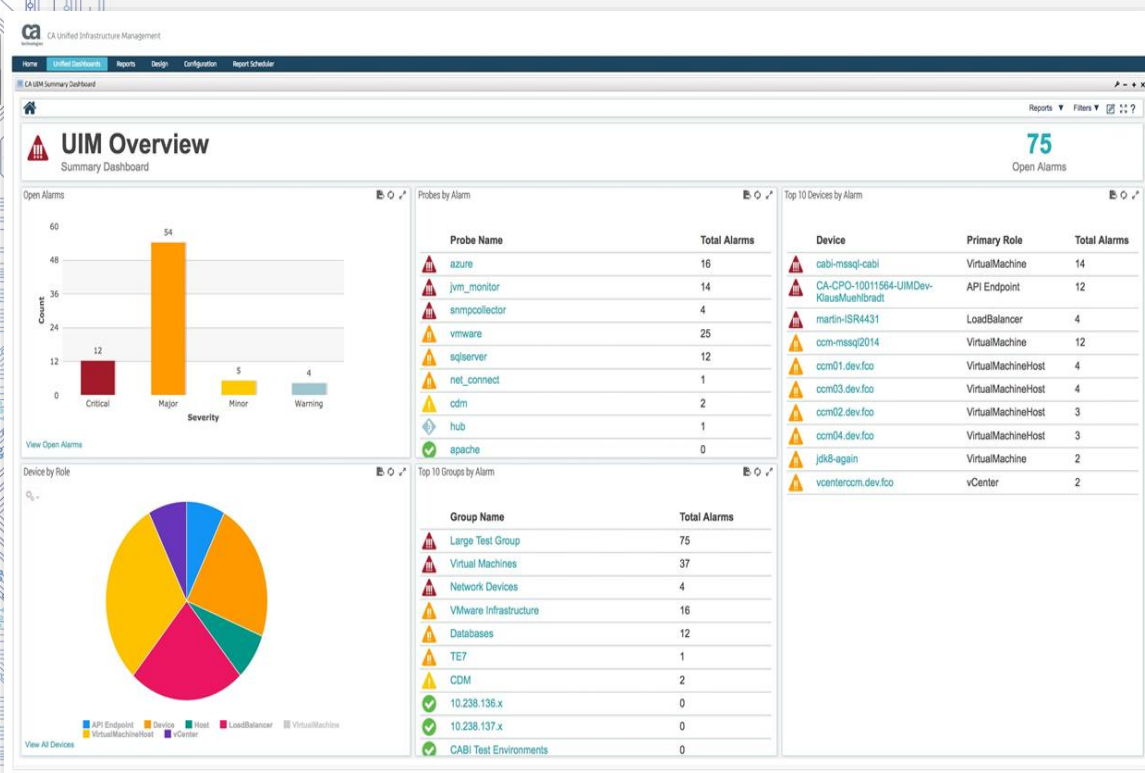 ca
technologies
CA Unified Infrastructure Management
Home Unified Dashboards Reports Design Configuration Report Scheduler
CA UIM Summary Dashboard
Reports Filters ?
UIM Overview
Summary Dashboard
75
Open Alarms
Open Alarms
60
48
36
24
12
0
Count
12
54
5
4
Critical Major Minor Warning
Severity
View Open Alarms
Probes by Alarm
Probe Name Total Alarms
azure 16
jvm_monitor 14
snmpcollector 4
vmware 25
sqlserver 12
net_connect 1
cdm 2
hub 1
apache 0
Top 10 Devices by Alarm
Device Primary Role Total Alarms
cabi-mssql-cabi VirtualMachine 14
CA-CPO-10011564-UIMDev- API Endpoint 12
KlausMuehlbradt
martin-ISR4431 LoadBalancer 4
ccm-mssql2014 VirtualMachine 12
ccm01.dev.fco VirtualMachineHost 4
ccm03.dev.fco VirtualMachineHost 4
ccm02.dev.fco VirtualMachineHost 3
ccm04.dev.fco VirtualMachineHost 3
jdk8-again VirtualMachine 2
vcenterccm.dev.fco vCenter 2
Device by Role
API Endpoint Device Host LoadBalancer VirtualMachine
VirtualMachineHost vCenter
View All Devices
Top 10 Groups by Alarm
Group Name Total Alarms
Large Test Group 75
Virtual Machines 37
Network Devices 4
VMware Infrastructure 16
Databases 12
TE7 1
CDM 2
10.238.136.x 0
10.238.137.x 0
CABI Test Environments 0